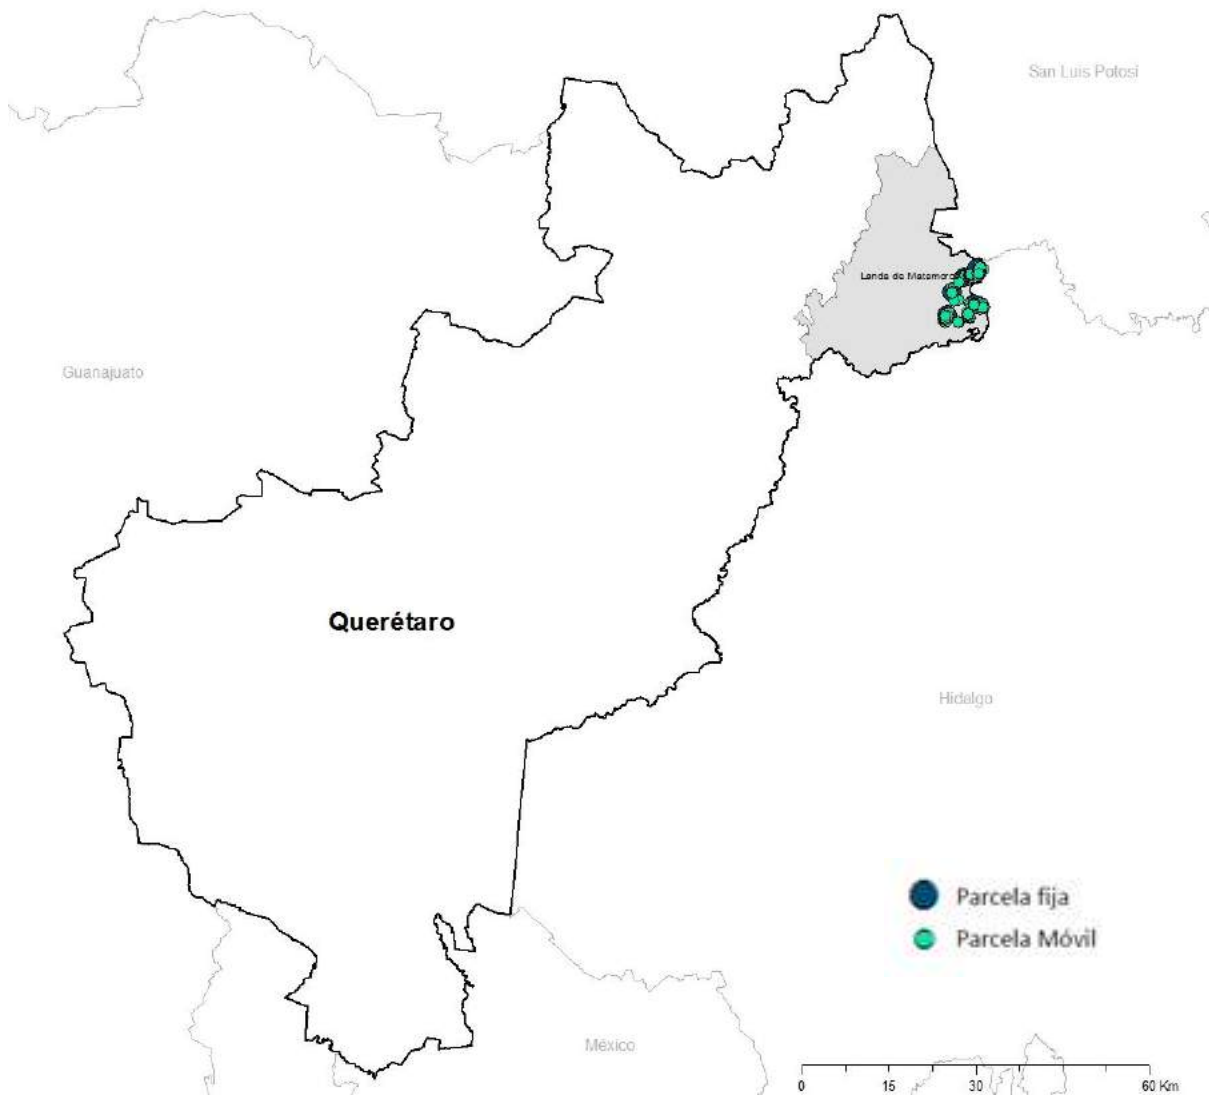 San Luis Potosí
Landa de Matamoros
Guanajuato
Querétaro
Hidalgo
Parcela fija
Parcela Móvil
México
0 15 30 60 Km